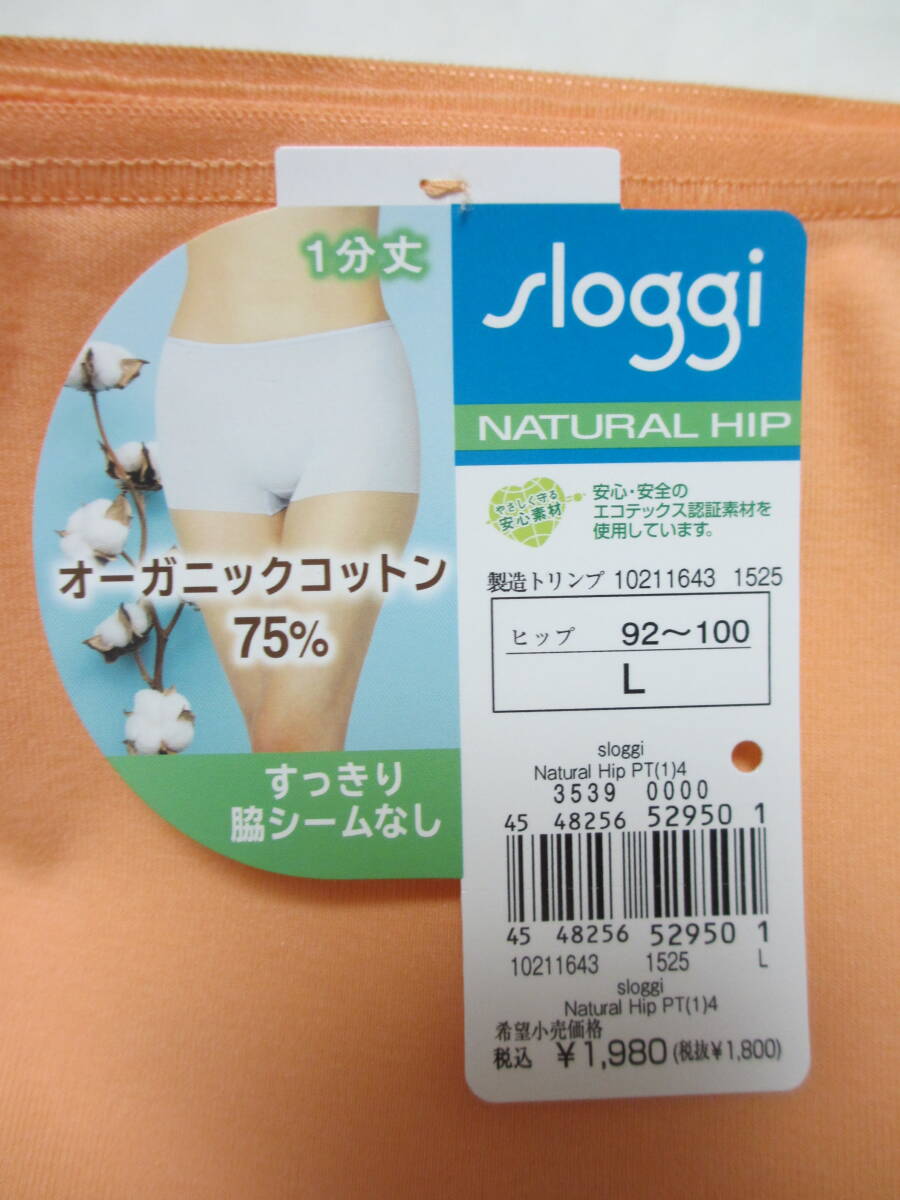 1分丈
オーガニックコットン
75%
すっきり
脇シームなし
sloggi
NATURAL HIP
やさしく守る
安心素材
安心・安全の
エコテックス認証素材を
使用しています。
製造トリンプ 10211643 1525
ヒップ 92〜100
L
sloggi
Natural Hip PT(1)4
3539 0000
45 48256 52950 1
45 48256 52950 1
10211643 1525 L
sloggi
Natural Hip PT(1)4
希望小売価格
税込 ¥1,980 (税抜¥1,800)